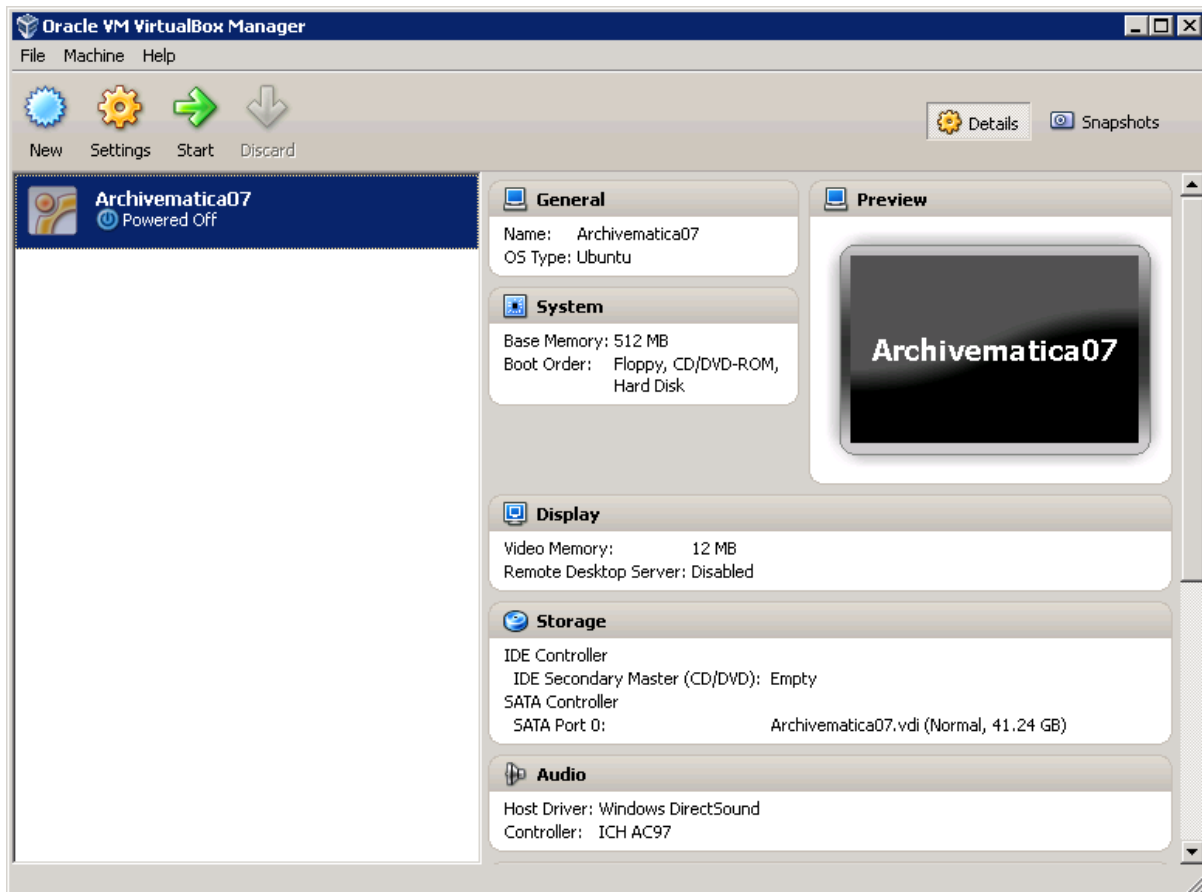 Oracle VM VirtualBox Manager
File Machine Help
New Settings Start Discard
Details Snapshots
Archivematica07
Powered Off
General
Name: Archivematica07
OS Type: Ubuntu
System
Base Memory: 512 MB
Boot Order: Floppy, CD/DVD-ROM,
Hard Disk
Preview
Archivematica07
Display
Video Memory: 12 MB
Remote Desktop Server: Disabled
Storage
IDE Controller
IDE Secondary Master (CD/DVD): Empty
SATA Controller
SATA Port 0: Archivematica07.vdi (Normal, 41.24 GB)
Audio
Host Driver: Windows DirectSound
Controller: ICH AC97